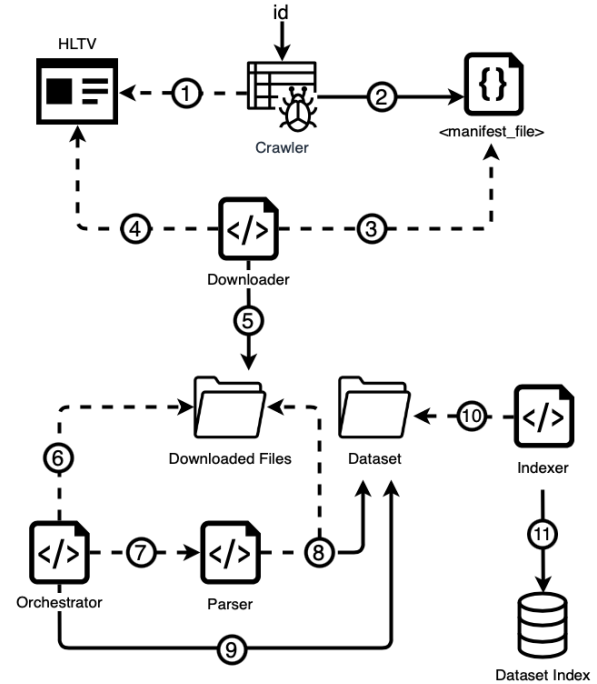 id
HLTV
1
2
{}
Crawler
<manifest_file>
4
</>
3
Downloader
5
10
</>
6
Downloaded Files
Dataset
Indexer
</>
7
</>
8
11
Orchestrator
Parser
9
Dataset Index